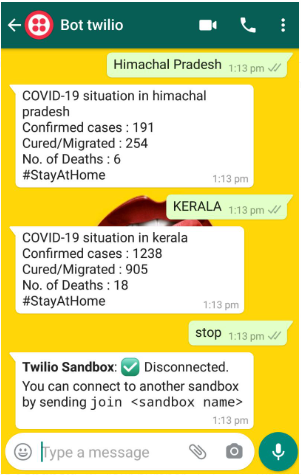 Bot twilio
Himachal Pradesh 1:13 pm
COVID-19 situation in himachal
pradesh
Confirmed cases : 191
Cured/Migrated : 254
No. of Deaths : 6
#StayAtHome
1:13 pm
KERALA 1:13 pm
COVID-19 situation in kerala
Confirmed cases : 1238
Cured/Migrated : 905
No. of Deaths : 18
#StayAtHome
1:13 pm
stop 1:13 pm
Twilio Sandbox: ✅ Disconnected.
You can connect to another sandbox
by sending join <sandbox name>
1:13 pm
Type a message